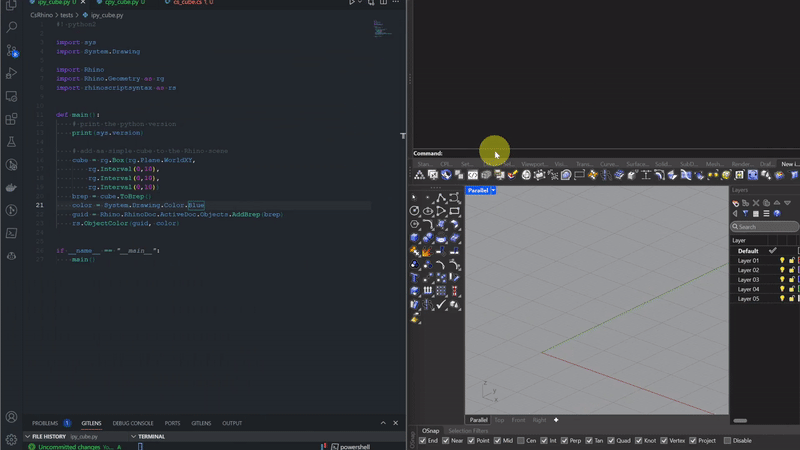 ipy_cube.py
cpy_cube.py
cs_cube.cs 1
CsRhino > tests > ipy_cube.py
#! python2
import sys
import System.Drawing
import Rhino
import Rhino.Geometry as rg
import rhinoscriptsyntax as rs
def main():
# print the python version
print(sys.version)
# add an simple cube to the Rhino scene
cube = rg.Box(rg.Plane.WorldXY,
rg.Interval(0,10),
rg.Interval(0,10),
rg.Interval(0,10))
brep = cube.ToBrep()
21 color = System.Drawing.Color.Blue
guid = Rhino.RhinoDoc.ActiveDoc.Objects.AddBrep(brep)
rs.ObjectColor(guid, color)
if __name__ == "__main__":
main()
PROBLEMS 1 GITLENS DEBUG CONSOLE PORTS GITLENS OUTPUT
FILE HISTORY ipy_cube.py
TERMINAL
Uncommitted changes You, A
powershell
Command:
Stan... CPl... Set... Viewport... Visi... Tran... Curve... Surface... Solid... SubD... Mesh... Render... Draf... New i
Parallel
z
y
x
Parallel Top Front Right
Layers
Search
Layer
Default
Layer 01
Layer 02
Layer 03
Layer 04
Layer 05
OSnap
OSnap Selection Filters
End Near Point Mid Cen Int Perp Tan Quad Knot Vertex Project Disable